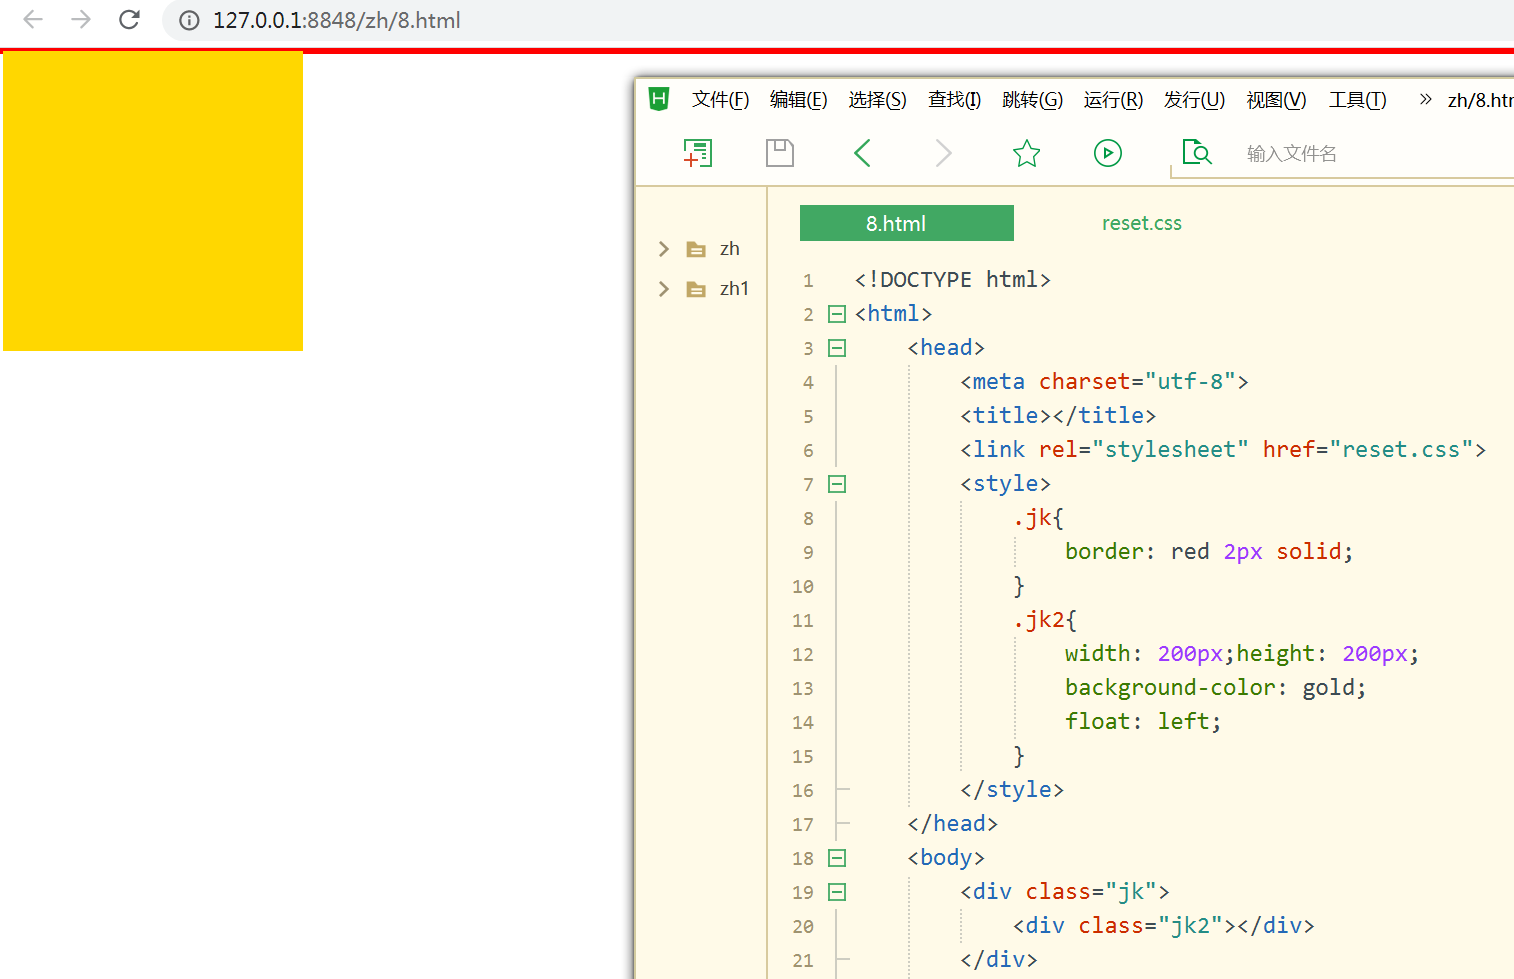 127.0.0.1:8848/zh/8.html
文件(F) 编辑(E) 选择(S) 查找(I) 跳转(G) 运行(R) 发行(U) 视图(V) 工具(T) » zh/8.htm
输入文件名
8.html reset.css
zh
zh1
1 <!DOCTYPE html>
2 <html>
3 <head>
4 <meta charset="utf-8">
5 <title></title>
6 <link rel="stylesheet" href="reset.css">
7 <style>
8 .jk{
9 border: red 2px solid;
10 }
11 .jk2{
12 width: 200px;height: 200px;
13 background-color: gold;
14 float: left;
15 }
16 </style>
17 </head>
18 <body>
19 <div class="jk">
20 <div class="jk2"></div>
21 </div>